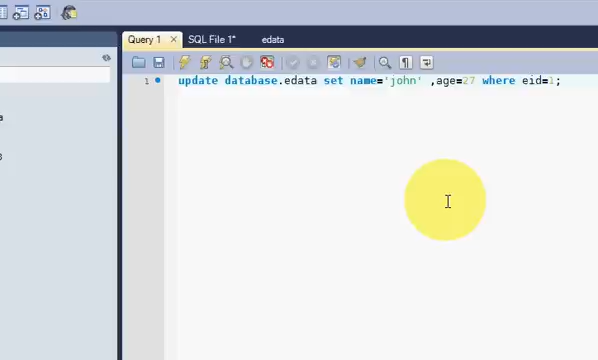 Query 1 SQL File 1* edata
1 update database.edata set name='john' ,age=27 where eid=1;